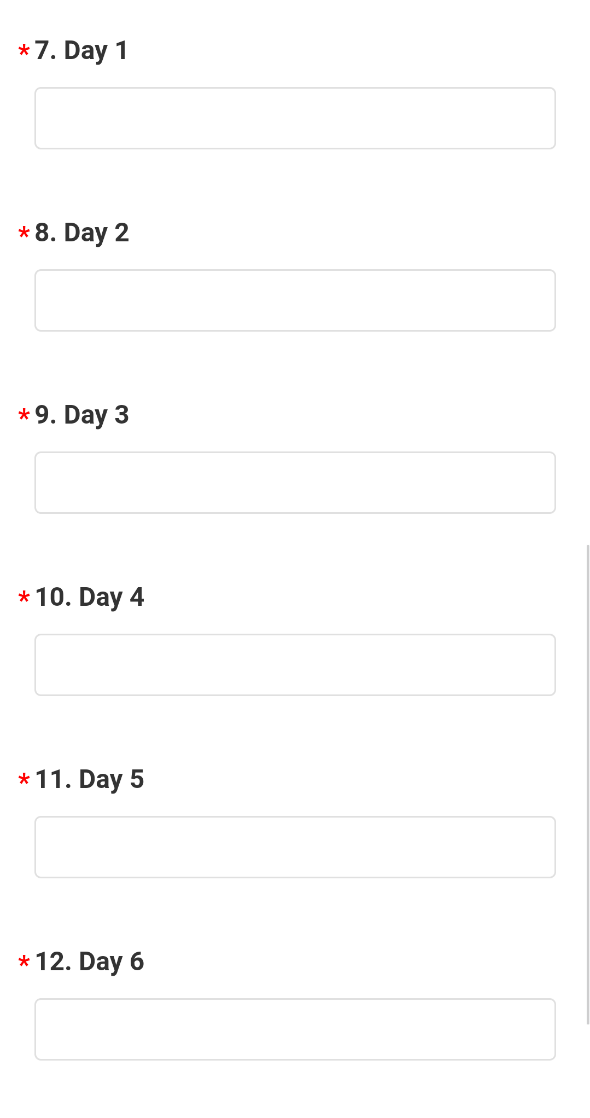 * 7. Day 1
* 8. Day 2
* 9. Day 3
* 10. Day 4
* 11. Day 5
* 12. Day 6